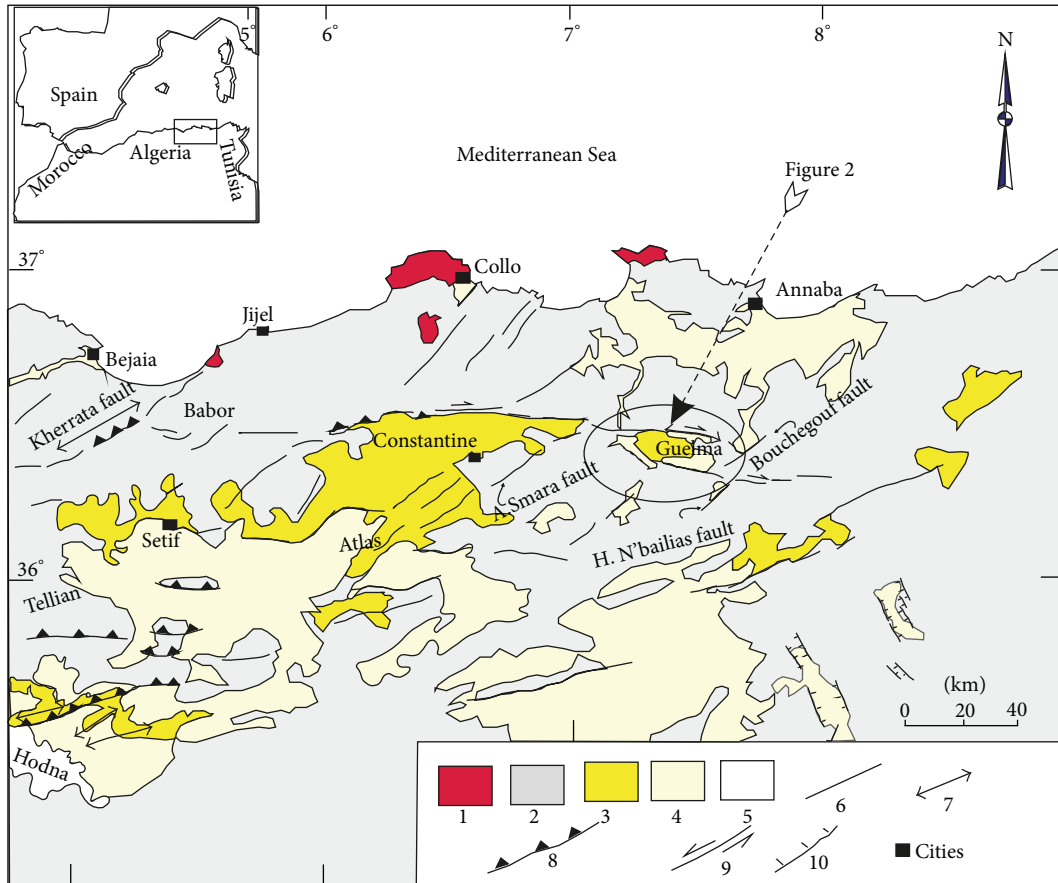 5°
6°
7°
8°
N
Spain
Morocco
Algeria
Tunisia
Mediterranean Sea
Figure 2
37°
Collo
Annaba
Jijel
Bejaia
Kherrata fault
Babor
Constantine
Guelma
Bouchegouf fault
A.Smara fault
Setif
Atlas
H. N'bailias fault
36°
Tellian
(km)
0 20 40
Hodna
1 2 3 4 5 6 7
8 9 10 Cities